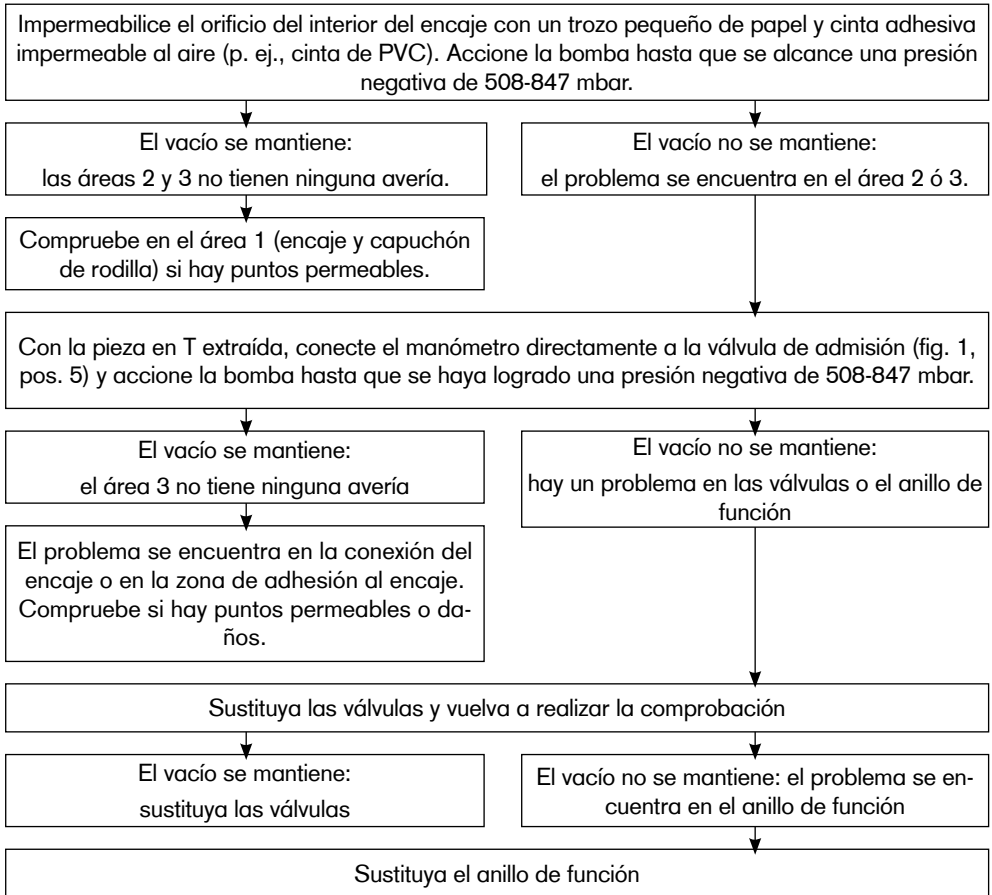 Impermeabilice el orificio del interior del encaje con un trozo pequeño de papel y cinta adhesiva
impermeable al aire (p. ej., cinta de PVC). Accione la bomba hasta que se alcance una presión
negativa de 508-847 mbar.
El vacío se mantiene:
las áreas 2 y 3 no tienen ninguna avería.
El vacío no se mantiene:
el problema se encuentra en el área 2 ó 3.
Compruebe en el área 1 (encaje y capuchón
de rodilla) si hay puntos permeables.
Con la pieza en T extraída, conecte el manómetro directamente a la válvula de admisión (fig. 1,
pos. 5) y accione la bomba hasta que se haya logrado una presión negativa de 508-847 mbar.
El vacío se mantiene:
el área 3 no tiene ninguna avería
El vacío no se mantiene:
hay un problema en las válvulas o el anillo de
función
El problema se encuentra en la conexión del
encaje o en la zona de adhesión al encaje.
Compruebe si hay puntos permeables o da-
ños.
Sustituya las válvulas y vuelva a realizar la comprobación
El vacío se mantiene:
sustituya las válvulas
El vacío no se mantiene: el problema se en-
cuentra en el anillo de función
Sustituya el anillo de función